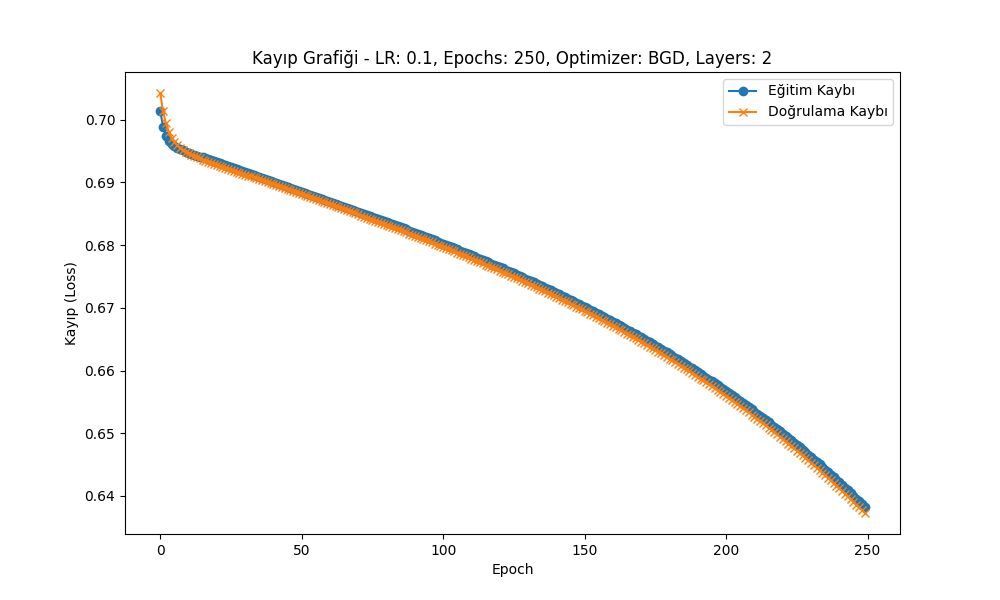 Kayıp Grafiği - LR: 0.1, Epochs: 250, Optimizer: BGD, Layers: 2
Eğitim Kaybı
Doğrulama Kaybı
Kayıp (Loss)
0.70
0.69
0.68
0.67
0.66
0.65
0.64
0
50
100
150
200
250
Epoch